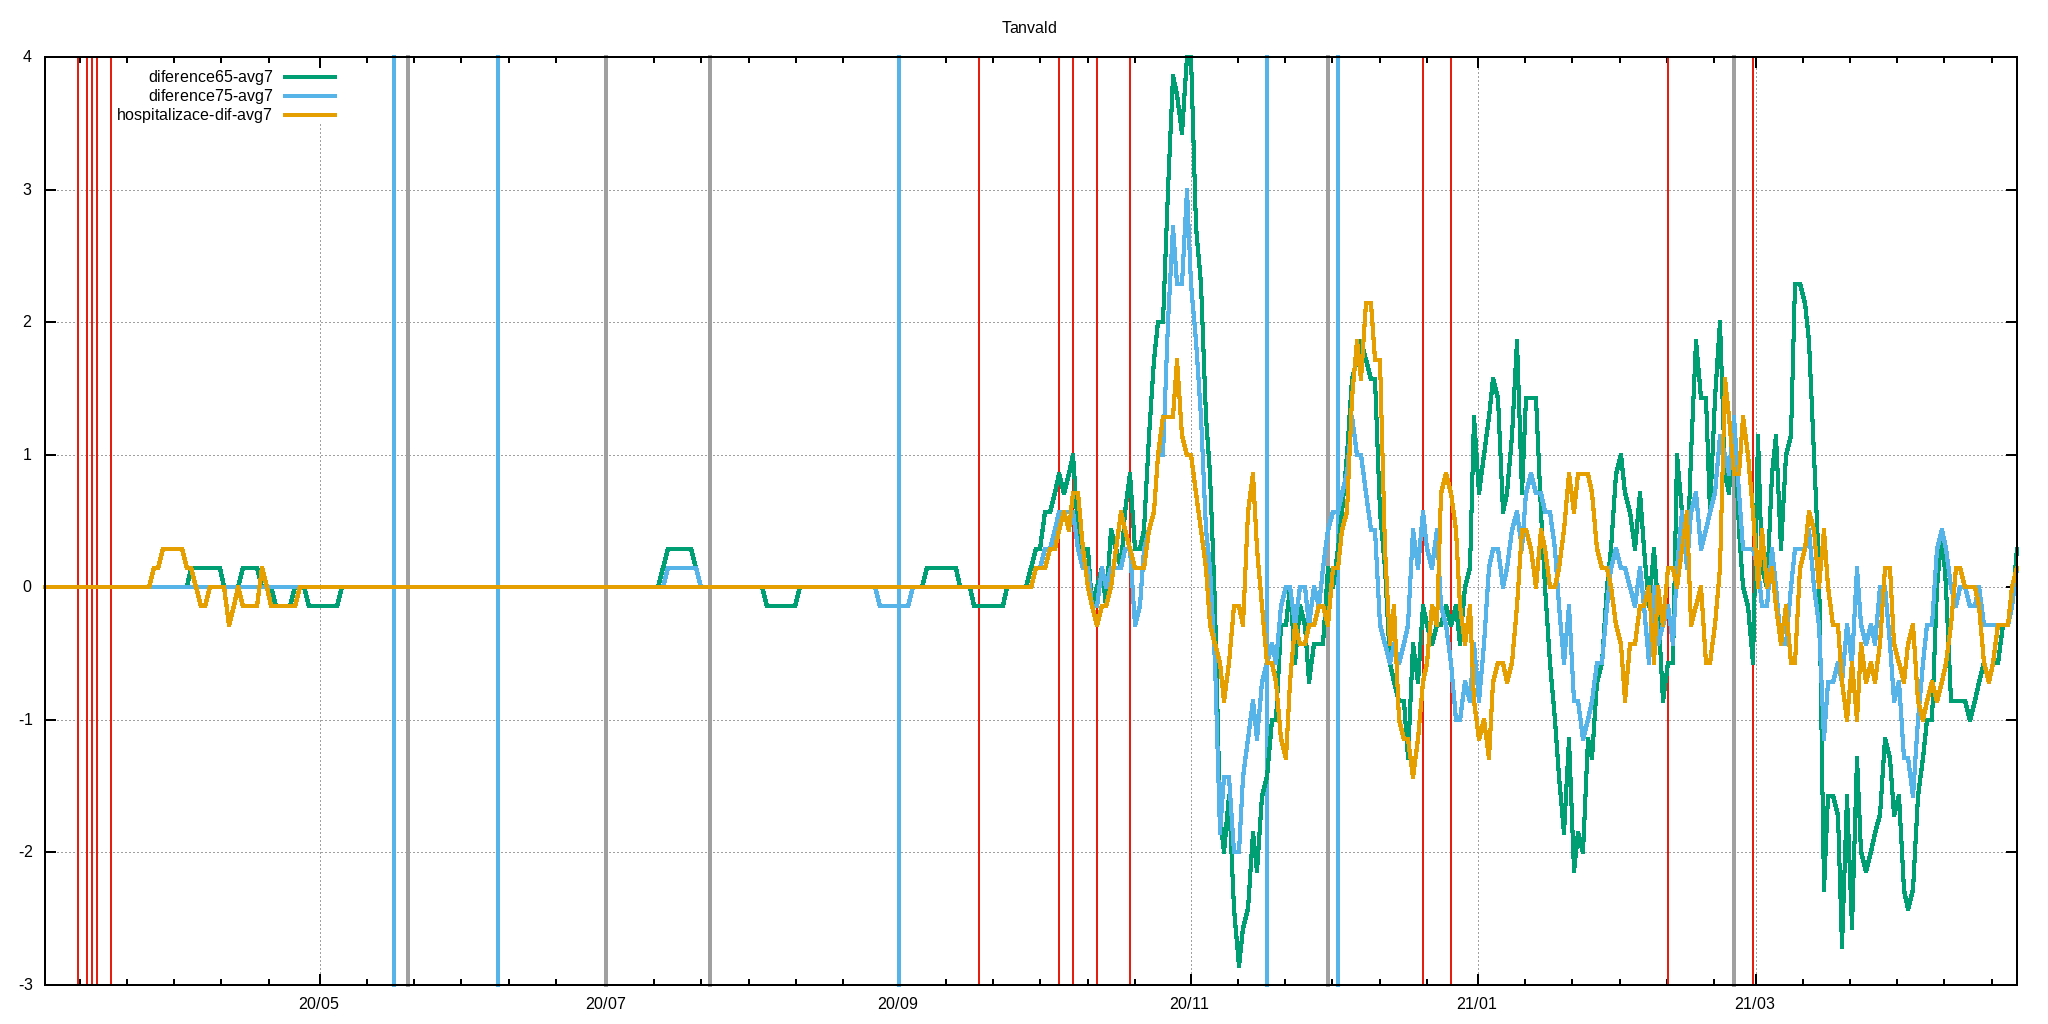 Tanvald
diference65-avg7
diference75-avg7
hospitalizace-dif-avg7
4
3
2
1
0
-1
-2
-3
20/05 20/07 20/09 20/11 21/01 21/03